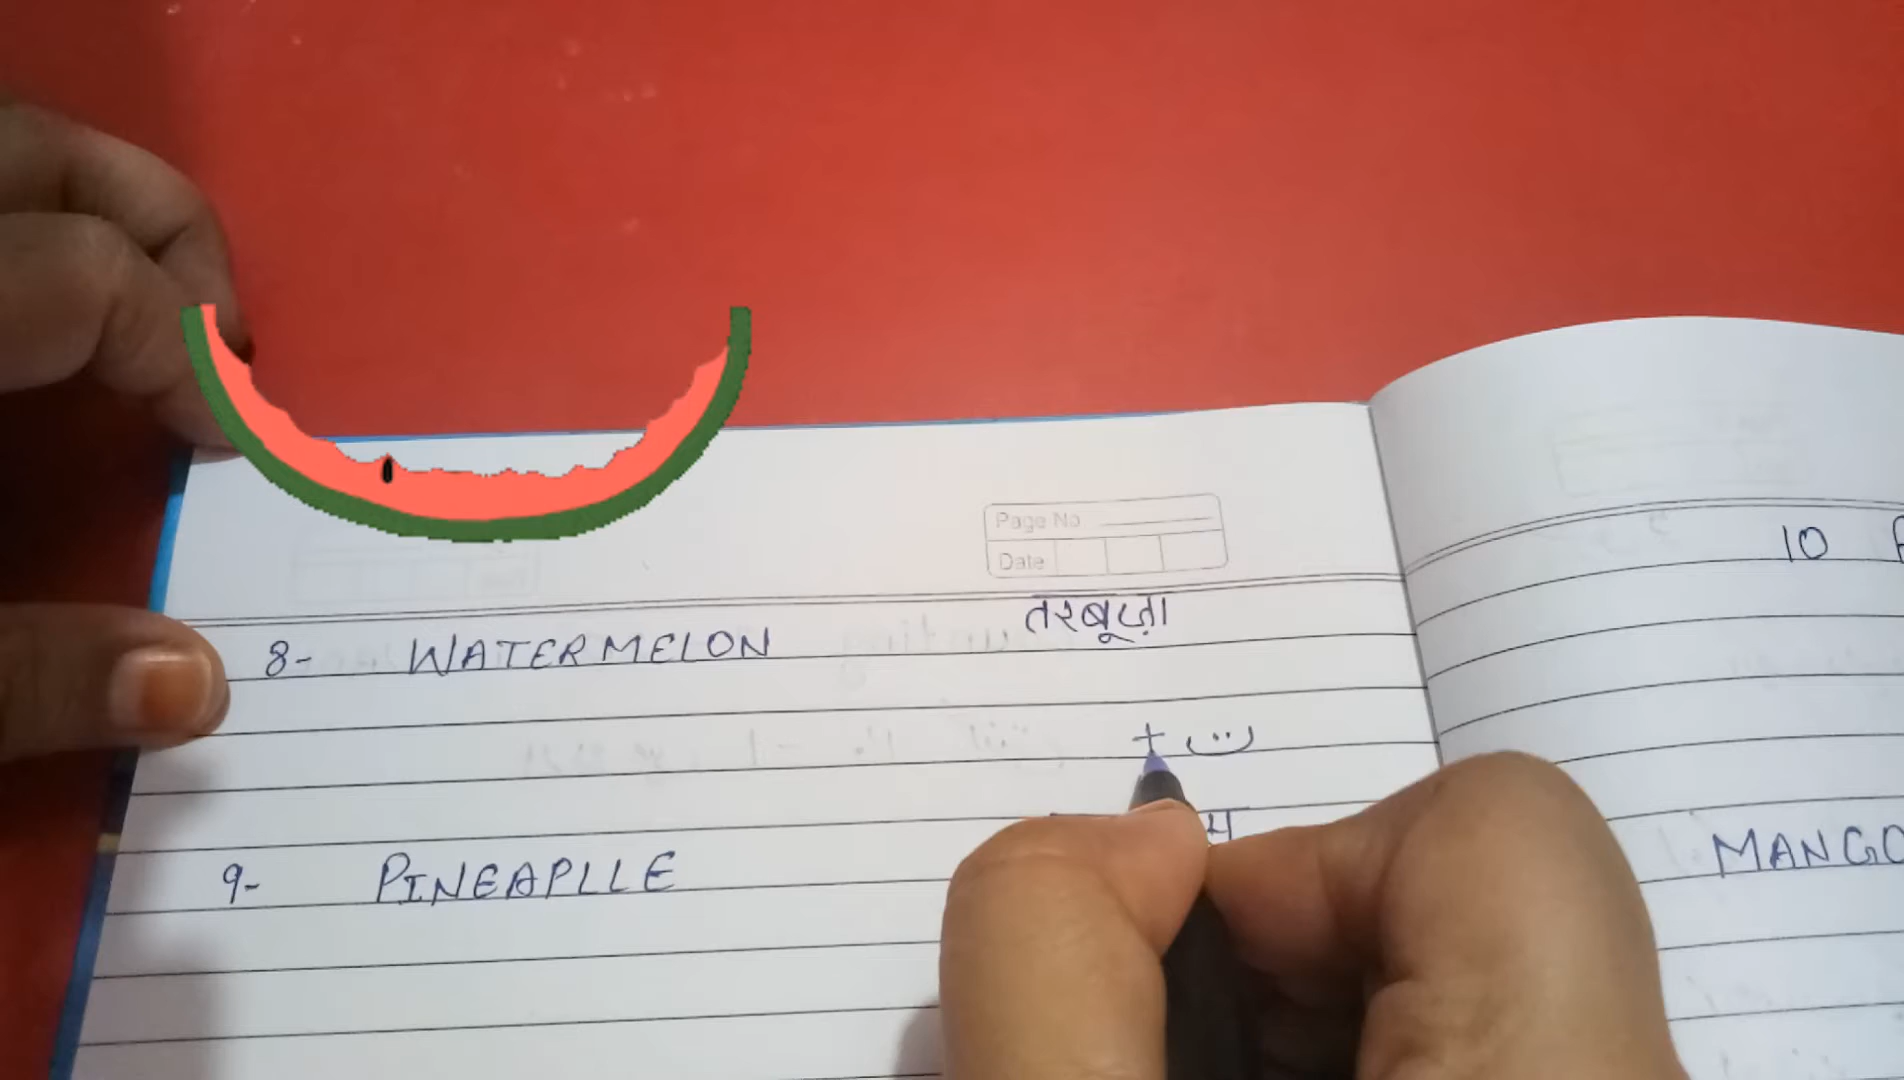 Page No
Date
8- WATERMELON तरबूज़ा
ت +
9- PINEAPLLE
10
MANGO